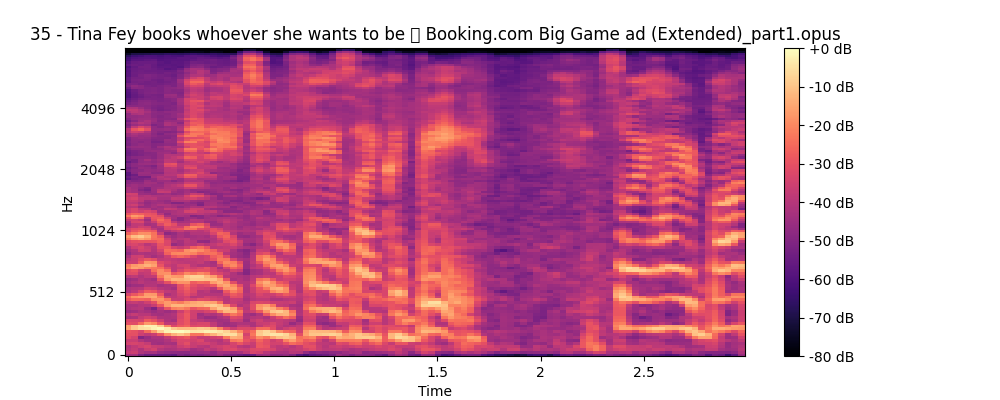 35 - Tina Fey books whoever she wants to be ▯ Booking.com Big Game ad (Extended)_part1.opus
Hz
4096
2048
1024
512
0
0
0.5
1
1.5
2
2.5
Time
+0 dB
-10 dB
-20 dB
-30 dB
-40 dB
-50 dB
-60 dB
-70 dB
-80 dB